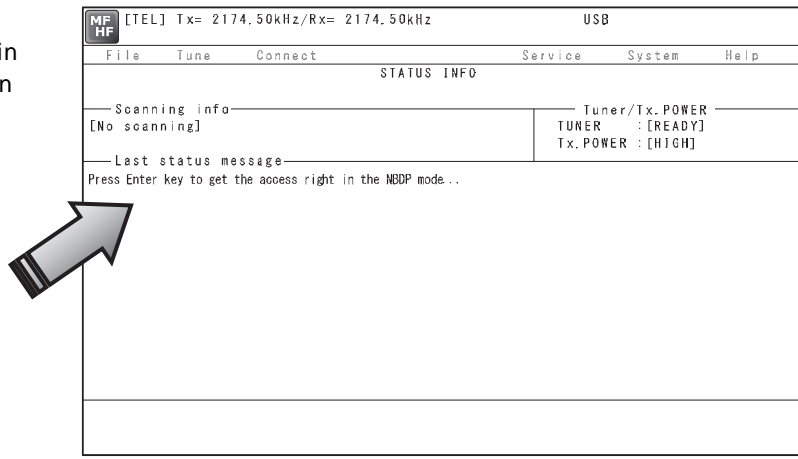 in
n
MF
HF
[TEL] Tx= 2174.50kHz/Rx= 2174.50kHz USB
File Tune Connect Service System Help
STATUS INFO
Scanning info
[No scanning]
Tuner/Tx.POWER
TUNER :[READY]
Tx.POWER :[HIGH]
Last status message
Press Enter key to get the access right in the NBDP mode...